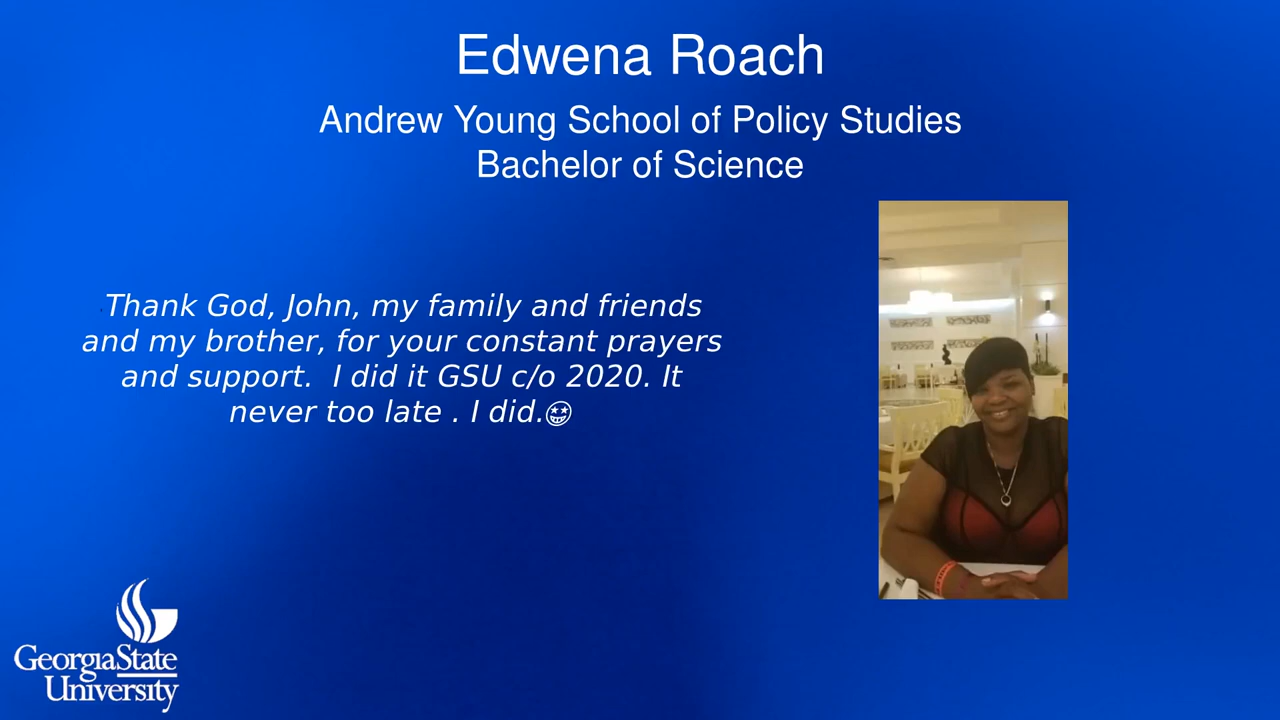 Edwena Roach
Andrew Young School of Policy Studies
Bachelor of Science
Thank God, John, my family and friends
and my brother, for your constant prayers
and support.  I did it GSU c/o 2020. It
never too late . I did.🤩
GeorgiaState
University